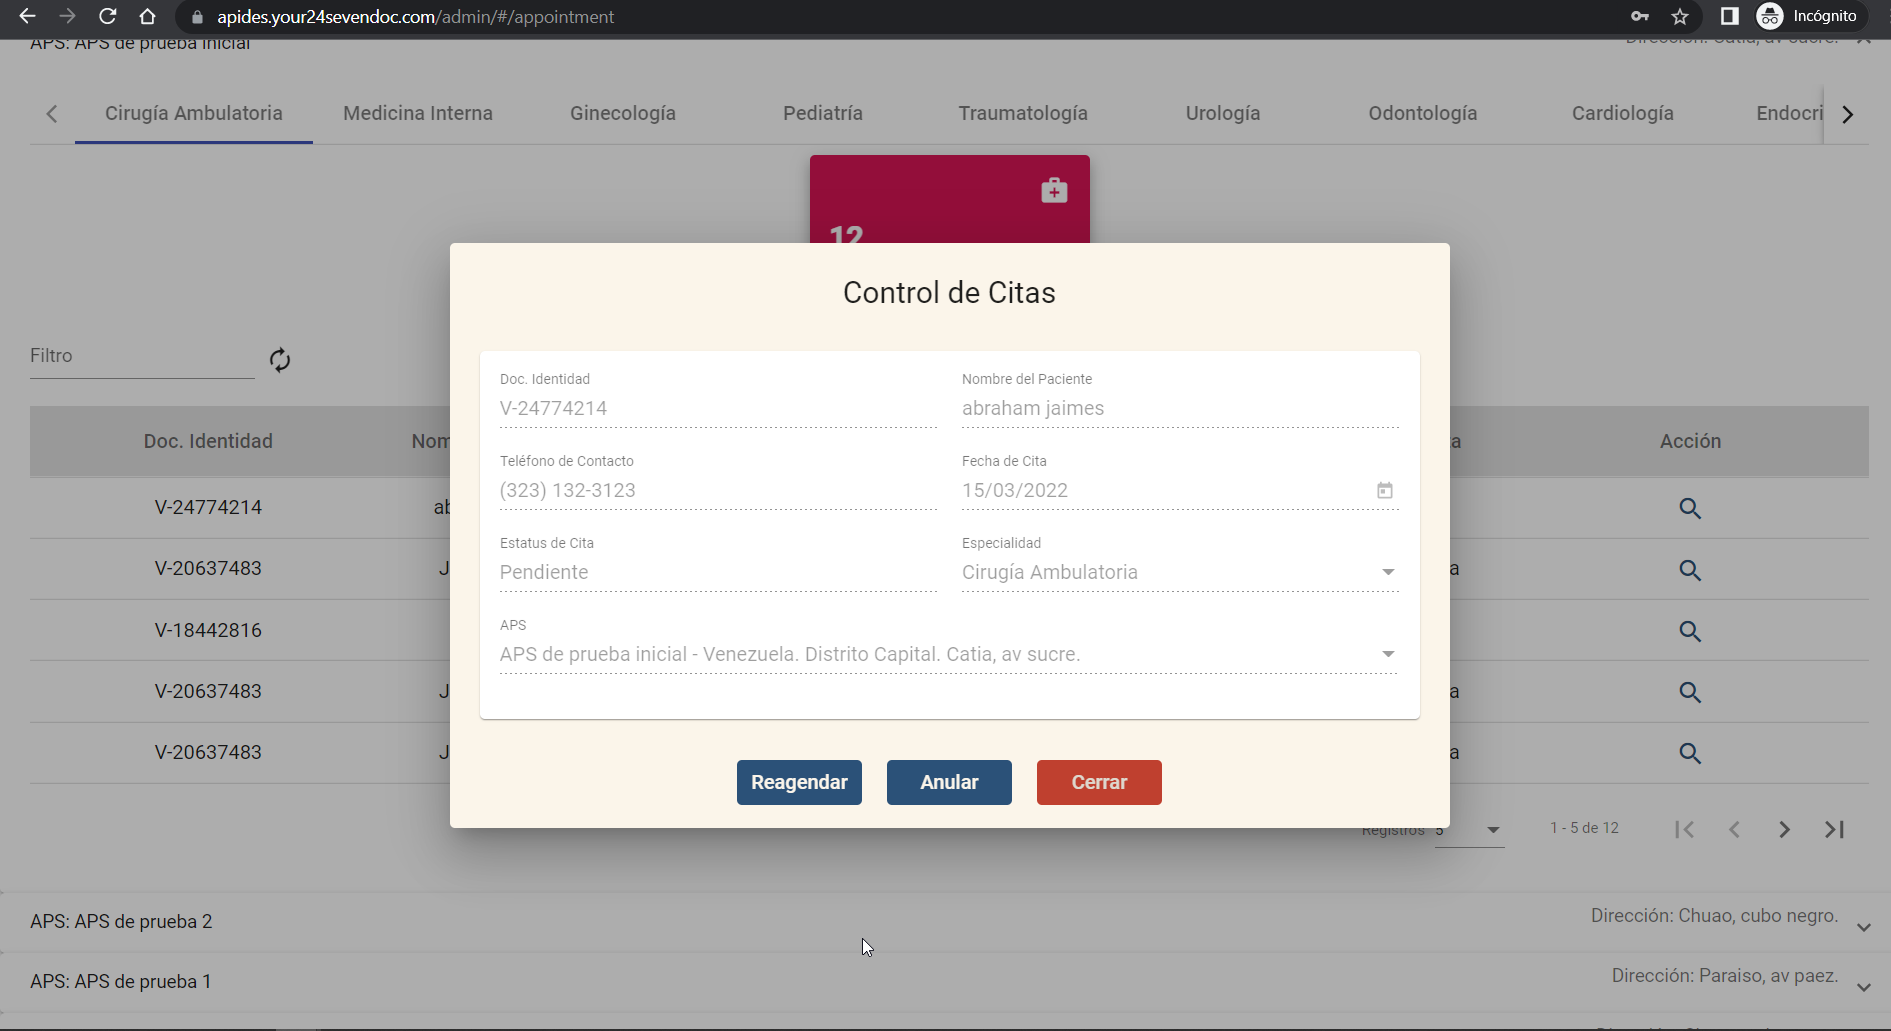 apides.your24sevendoc.com/admin/#/appointment
Incógnito
APS: APS de prueba inicial
Dirección: Catia, av sucre.
Cirugía Ambulatoria
Medicina Interna
Ginecología
Pediatría
Traumatología
Urología
Odontología
Cardiología
Endocri
12
Control de Citas
Filtro
Doc. Identidad
V-24774214
Nombre del Paciente
abraham jaimes
Teléfono de Contacto
(323) 132-3123
Fecha de Cita
15/03/2022
Estatus de Cita
Pendiente
Especialidad
Cirugía Ambulatoria
APS
APS de prueba inicial - Venezuela. Distrito Capital. Catia, av sucre.
Reagendar
Anular
Cerrar
Doc. Identidad
Nom
a
Acción
V-24774214
ab
V-20637483
J
a
V-18442816
V-20637483
J
a
V-20637483
J
a
Registros 5
1 - 5 de 12
APS: APS de prueba 2
Dirección: Chuao, cubo negro.
APS: APS de prueba 1
Dirección: Paraiso, av paez.